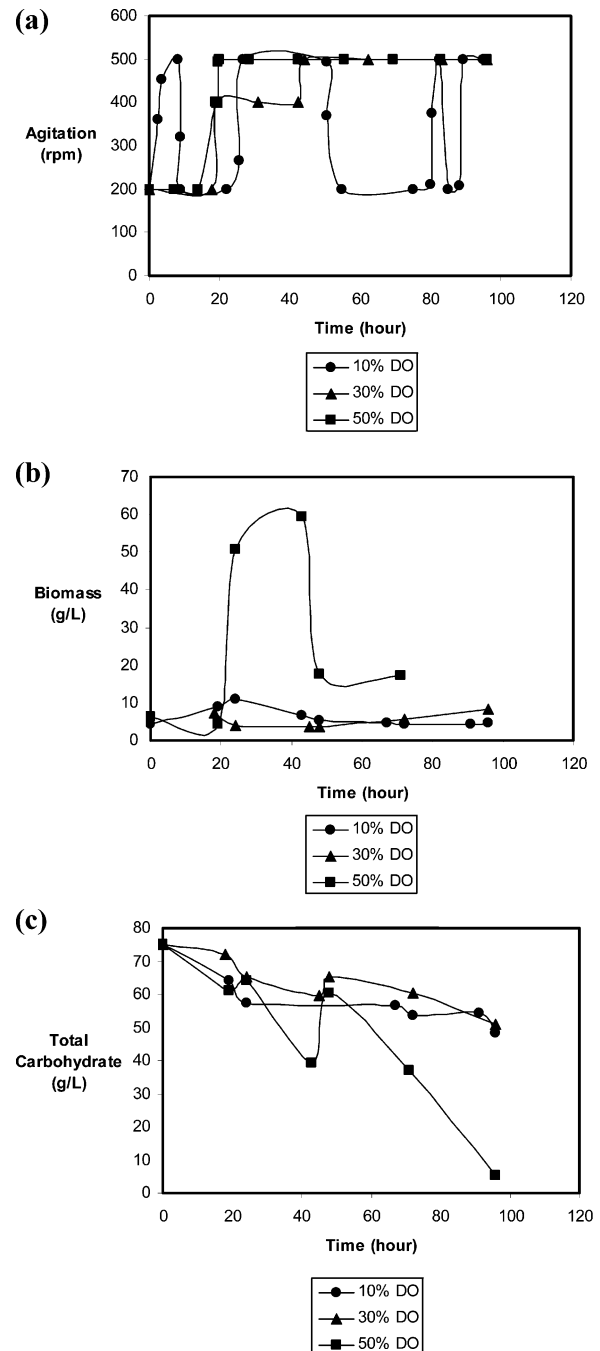 (a)
600
500
400
300
200
100
0
Agitation
(rpm)
0 20 40 60 80 100 120
Time (hour)
10% DO
30% DO
50% DO
(b)
70
60
50
40
30
20
10
0
Biomass
(g/L)
0 20 40 60 80 100 120
Time (hour)
10% DO
30% DO
50% DO
(c)
80
70
60
50
40
30
20
10
0
Total
Carbohydrate
(g/L)
0 20 40 60 80 100 120
Time (hour)
10% DO
30% DO
50% DO